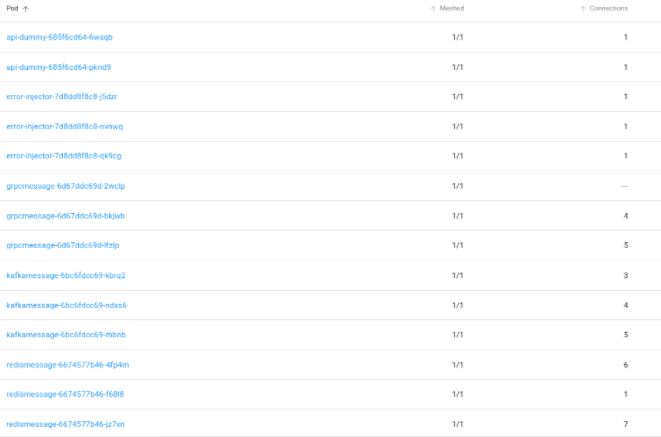 Pod ↑ ↑ Meshed ↑ Connections
api-dummy-685f6cd64-6wsqb 1/1 1
api-dummy-685f6cd64-pknd9 1/1 1
error-injector-7d8dd8f8c8-j5dzr 1/1 1
error-injector-7d8dd8f8c8-nvnwq 1/1 1
error-injector-7d8dd8f8c8-qk9cg 1/1 1
grpcmessage-6d67ddc69d-2wclp 1/1 ---
grpcmessage-6d67ddc69d-bkjwb 1/1 4
grpcmessage-6d67ddc69d-lfzlp 1/1 5
kafkamessage-6bc6fdcc69-kbrq2 1/1 3
kafkamessage-6bc6fdcc69-ndxs6 1/1 4
kafkamessage-6bc6fdcc69-rhbnb 1/1 5
redismessage-6674577b46-4fp4m 1/1 6
redismessage-6674577b46-f68l8 1/1 1
redismessage-6674577b46-jz7xn 1/1 7